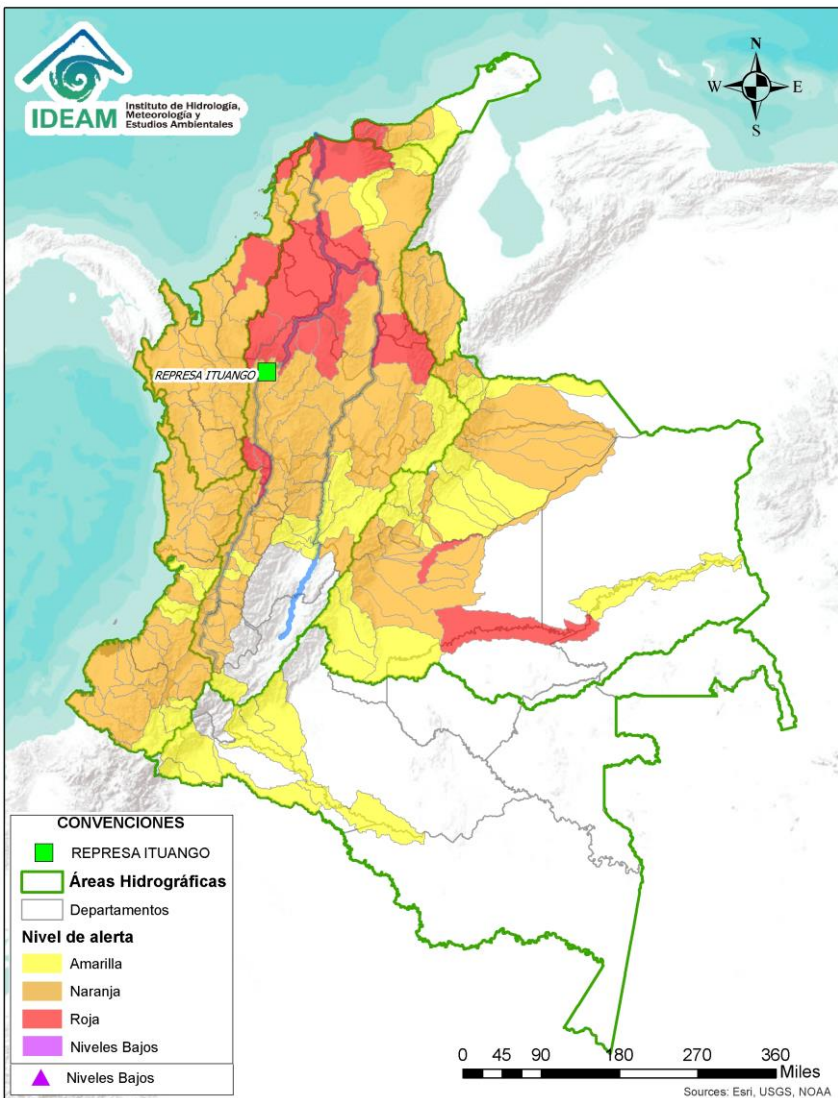 IDEAM
Instituto de Hidrología,
Meteorología y
Estudios Ambientales
N
W E
S
REPRESA ITUANGO
CONVENCIONES
REPRESA ITUANGO
Áreas Hidrográficas
Departamentos
Nivel de alerta
Amarilla
Naranja
Roja
Niveles Bajos
Niveles Bajos
0 45 90 180 270 360
Miles
Sources: Esri, USGS, NOAA